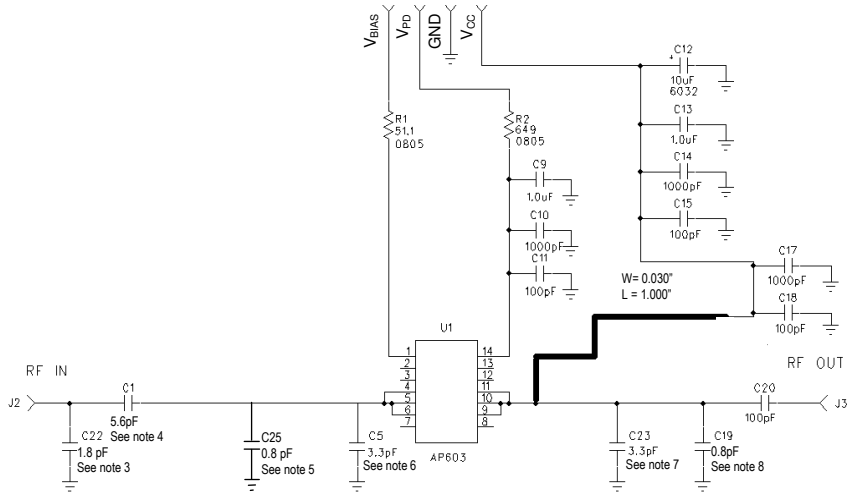 VBIAS
VPD
GND
VCC
C12
+
10uF
6032
R1
51.1
0805
R2
649
0805
C13
1.0uF
C14
1000pF
C9
1.0uF
C15
100pF
C10
1000pF
C11
100pF
C17
1000pF
W= 0.030"
L = 1.000"
C18
100pF
U1
1 14
2 13
3 12
4 11
5 10
6 9
7 8
AP603
RF IN
RF OUT
J2
C1
5.6pF
See note 4
C20
100pF
J3
C22
1.8 pF
See note 3
C25
0.8 pF
See note 5
C5
3.3pF
See note 6
C23
3.3pF
See note 7
C19
0.8pF
See note 8